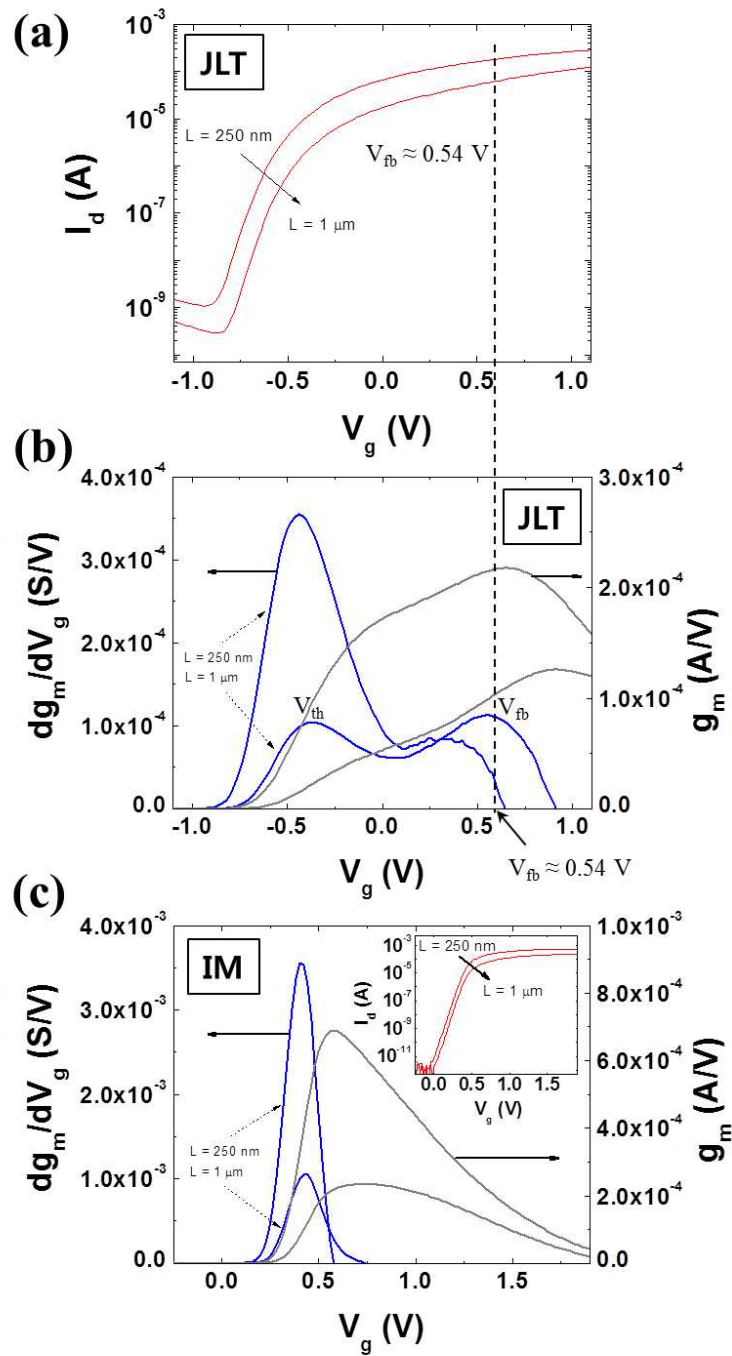 (a)
JLT
10⁻³
10⁻⁵
10⁻⁷
10⁻⁹
I_d (A)
L = 250 nm
L = 1 μm
V_fb ≈ 0.54 V
-1.0 -0.5 0.0 0.5 1.0
V_g (V)
(b)
JLT
4.0x10⁻⁴
3.0x10⁻⁴
2.0x10⁻⁴
1.0x10⁻⁴
0.0
dg_m/dV_g (S/V)
L = 250 nm
L = 1 μm
V_th
V_fb
3.0x10⁻⁴
2.0x10⁻⁴
1.0x10⁻⁴
0.0
g_m (A/V)
-1.0 -0.5 0.0 0.5 1.0
V_g (V)
V_fb ≈ 0.54 V
(c)
IM
4.0x10⁻³
3.0x10⁻³
2.0x10⁻³
1.0x10⁻³
0.0
dg_m/dV_g (S/V)
L = 250 nm
L = 1 μm
10⁻³
10⁻⁵
10⁻⁷
10⁻⁹
10⁻¹¹
I_d (A)
L = 250 nm
L = 1 μm
0.0 0.5 1.0 1.5
V_g (V)
1.0x10⁻³
8.0x10⁻⁴
6.0x10⁻⁴
4.0x10⁻⁴
2.0x10⁻⁴
0.0
g_m (A/V)
0.0 0.5 1.0 1.5
V_g (V)